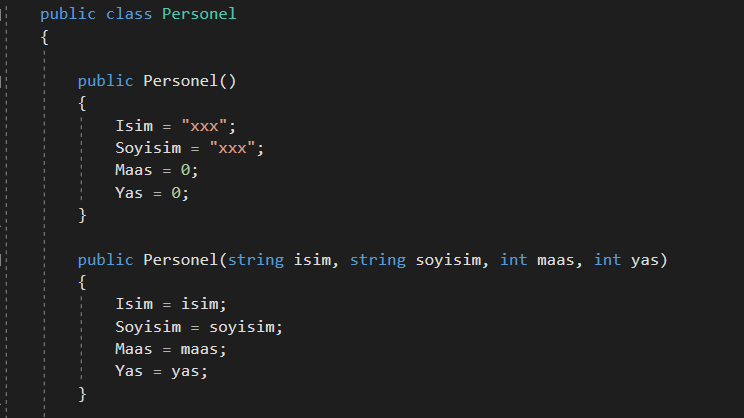 public class Personel
{
public Personel()
{
Isim = "xxx";
Soyisim = "xxx";
Maas = 0;
Yas = 0;
}
public Personel(string isim, string soyisim, int maas, int yas)
{
Isim = isim;
Soyisim = soyisim;
Maas = maas;
Yas = yas;
}